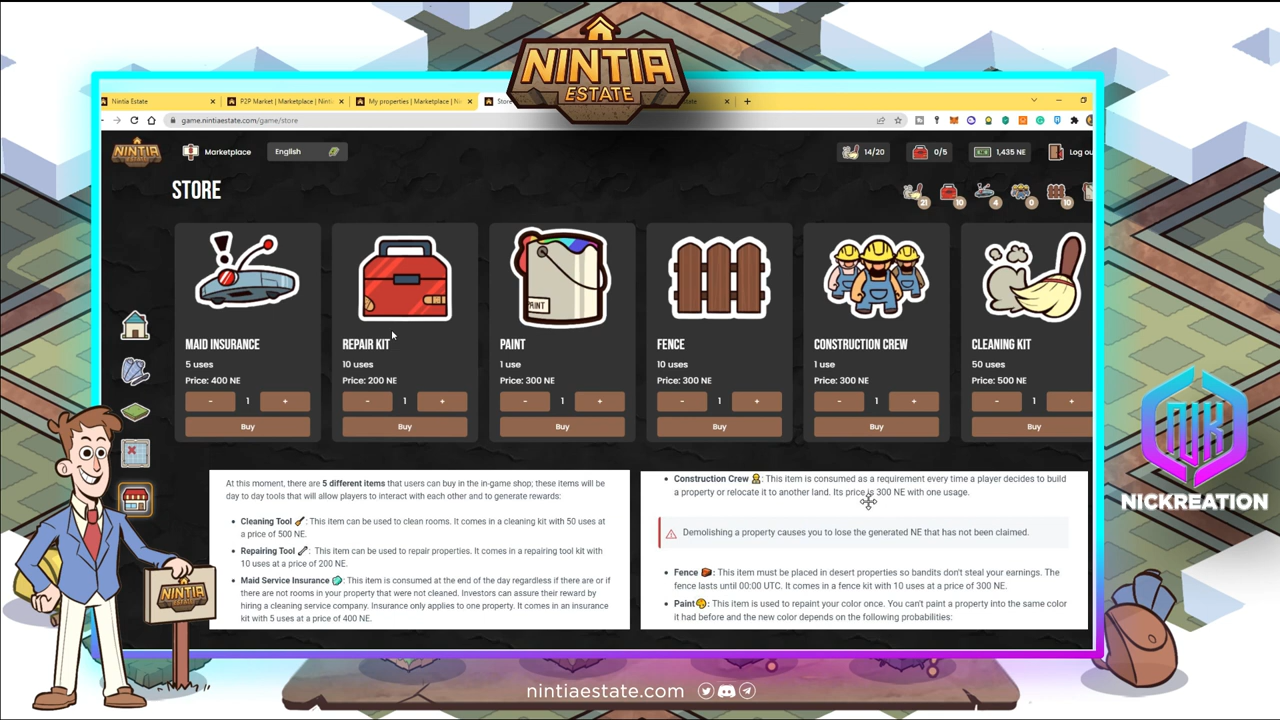 NINTIA
ESTATE
Nintia Estate
P2P Market | Marketplace | Ninti
My properties | Marketplace | Ni
Store
game.nintiaestate.com/game/store
Marketplace
English
14/20
0/5
1,435 NE
Log ou
STORE
21
10
4
0
10
MAID INSURANCE
5 uses
Price: 400 NE
- 1 +
Buy
REPAIR KIT
10 uses
Price: 200 NE
- 1 +
Buy
PAINT
PAINT
1 use
Price: 300 NE
- 1 +
Buy
FENCE
10 uses
Price: 300 NE
- 1 +
Buy
CONSTRUCTION CREW
1 use
Price: 300 NE
- 1 +
Buy
CLEANING KIT
50 uses
Price: 500 NE
- 1 +
Buy
At this moment, there are 5 different items that users can buy in the in-game shop; these items will be
day to day tools that will allow players to interact with each other and to generate rewards:
• Cleaning Tool: This item can be used to clean rooms. It comes in a cleaning kit with 50 uses at
a price of 500 NE.
• Repairing Tool: This item can be used to repair properties. It comes in a repairing tool kit with
10 uses at a price of 200 NE.
• Maid Service Insurance: This item is consumed at the end of the day regardless if there are or if
there are not rooms in your property that were not cleaned. Investors can assure their reward by
hiring a cleaning service company. Insurance only applies to one property. It comes in an insurance
kit with 5 uses at a price of 400 NE.
• Construction Crew: This item is consumed as a requirement every time a player decides to build
a property or relocate it to another land. Its price is 300 NE with one usage.
Demolishing a property causes you to lose the generated NE that has not been claimed.
• Fence: This item must be placed in desert properties so bandits don't steal your earnings. The
fence lasts until 00:00 UTC. It comes in a fence kit with 10 uses at a price of 300 NE.
• Paint: This item is used to repaint your color once. You can't paint a property into the same color
it had before and the new color depends on the following probabilities:
NINTIA
ESTATE
NICKREATION
nintiaestate.com